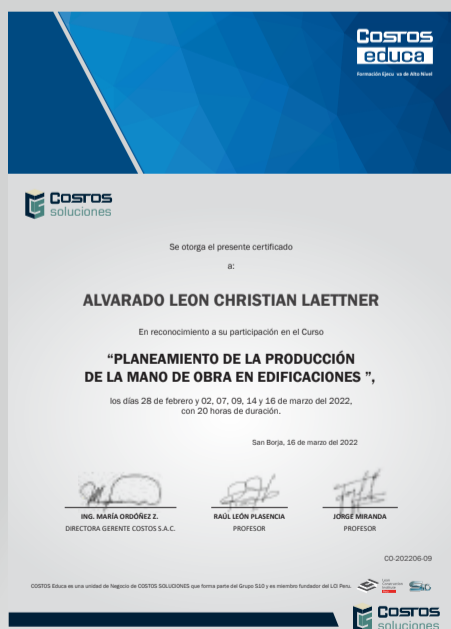 COSTOS
educa
Formación Ejecu va de Alto Nivel
COSTOS
soluciones
Se otorga el presente certificado
a:
ALVARADO LEON CHRISTIAN LAETTNER
En reconocimiento a su participación en el Curso
“PLANEAMIENTO DE LA PRODUCCIÓN
DE LA MANO DE OBRA EN EDIFICACIONES ”,
los días 28 de febrero y 02, 07, 09, 14 y 16 de marzo del 2022,
con 20 horas de duración.
San Borja, 16 de marzo del 2022
ING. MARÍA ORDÓÑEZ Z.
DIRECTORA GERENTE COSTOS S.A.C.
RAÚL LEÓN PLASENCIA
PROFESOR
JORGE MIRANDA
PROFESOR
CO-202206-09
COSTOS Educa es una unidad de Negocio de COSTOS SOLUCIONES que forma parte del Grupo S10 y es miembro fundador del LCI Peru.
COSTOS
soluciones